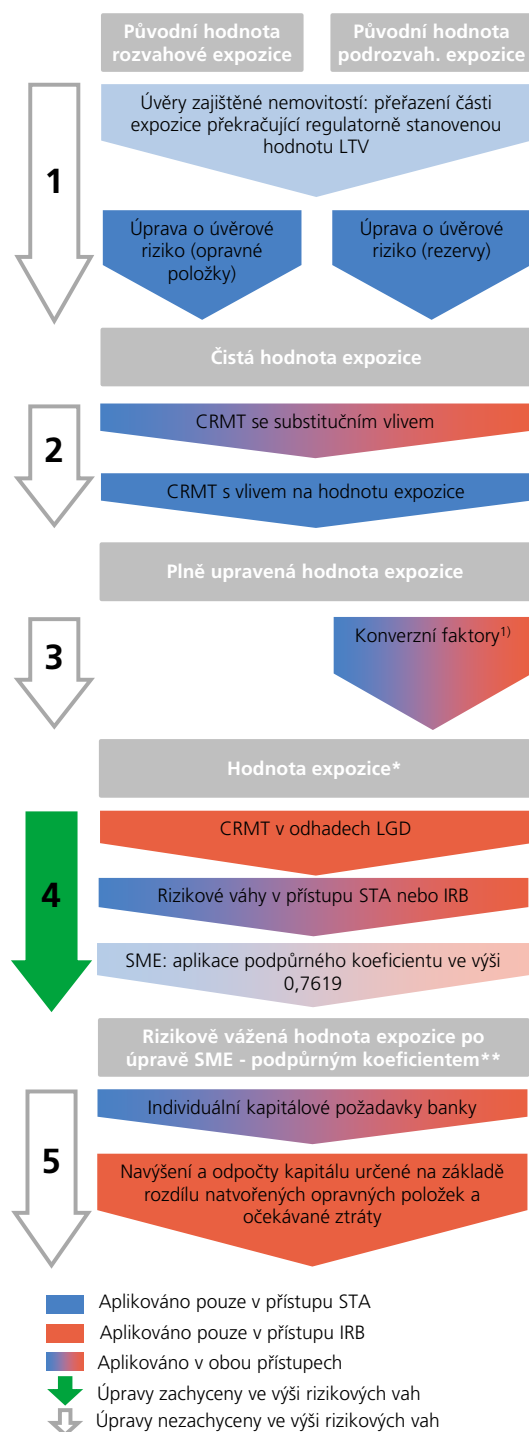 Původní hodnota
rozvahové expozice
Původní hodnota
podrozvah. expozice
1
Úvěry zajištěné nemovitostí: přeřazení části
expozice překračující regulatorně stanovenou
hodnotu LTV
Úprava o úvěrové
riziko (opravné
položky)
Úprava o úvěrové
riziko (rezervy)
Čistá hodnota expozice
2
CRMT se substitučním vlivem
CRMT s vlivem na hodnotu expozice
Plně upravená hodnota expozice
3
Konverzní faktory¹⁾
Hodnota expozice*
4
CRMT v odhadech LGD
Rizikové váhy v přístupu STA nebo IRB
SME: aplikace podpůrného koeficientu ve výši
0,7619
Rizikově vážená hodnota expozice po
úpravě SME - podpůrným koeficientem**
5
Individuální kapitálové požadavky banky
Navýšení a odpočty kapitálu určené na základě
rozdílu natvořených opravných položek a
očekávané ztráty
Aplikováno pouze v přístupu STA
Aplikováno pouze v přístupu IRB
Aplikováno v obou přístupech
Úpravy zachyceny ve výši rizikových vah
Úpravy nezachyceny ve výši rizikových vah